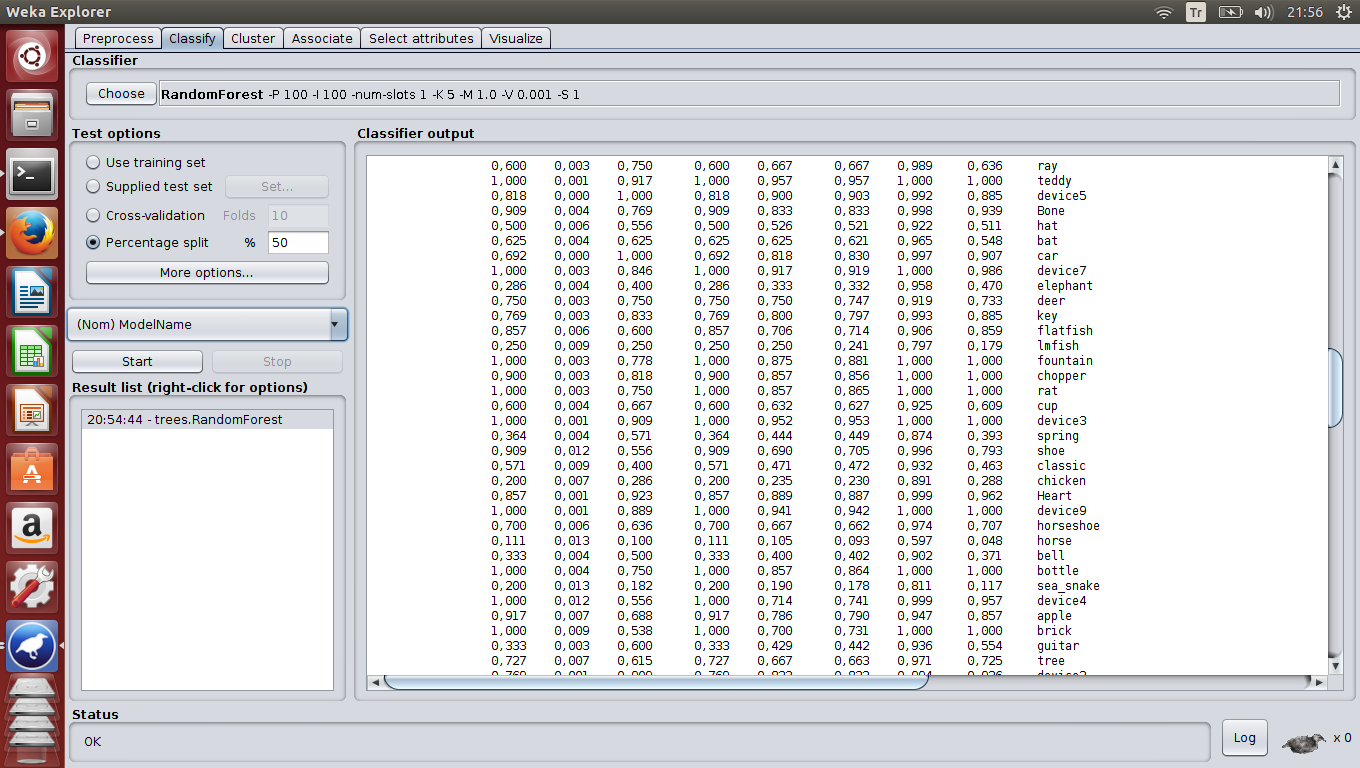 Weka Explorer
Tr
21:56
Preprocess Classify Cluster Associate Select attributes Visualize
Classifier
Choose RandomForest -P 100 -I 100 -num-slots 1 -K 5 -M 1.0 -V 0.001 -S 1
Test options
Use training set
Supplied test set Set...
Cross-validation Folds 10
Percentage split % 50
More options...
(Nom) ModelName
Start Stop
Result list (right-click for options)
20:54:44 - trees.RandomForest
Classifier output
0,600 0,003 0,750 0,600 0,667 0,667 0,989 0,636 ray
1,000 0,001 0,917 1,000 0,957 0,957 1,000 1,000 teddy
0,818 0,000 1,000 0,818 0,900 0,903 0,992 0,885 device5
0,909 0,004 0,769 0,909 0,833 0,833 0,998 0,939 Bone
0,500 0,006 0,556 0,500 0,526 0,521 0,922 0,511 hat
0,625 0,004 0,625 0,625 0,625 0,621 0,965 0,548 bat
0,692 0,000 1,000 0,692 0,818 0,830 0,997 0,907 car
1,000 0,003 0,846 1,000 0,917 0,919 1,000 0,986 device7
0,286 0,004 0,400 0,286 0,333 0,332 0,958 0,470 elephant
0,750 0,003 0,750 0,750 0,750 0,747 0,919 0,733 deer
0,769 0,003 0,833 0,769 0,800 0,797 0,993 0,885 key
0,857 0,006 0,600 0,857 0,706 0,714 0,906 0,859 flatfish
0,250 0,009 0,250 0,250 0,250 0,241 0,797 0,179 lmfish
1,000 0,003 0,778 1,000 0,875 0,881 1,000 1,000 fountain
0,900 0,003 0,818 0,900 0,857 0,856 1,000 1,000 chopper
1,000 0,003 0,750 1,000 0,857 0,865 1,000 1,000 rat
0,600 0,004 0,667 0,600 0,632 0,627 0,925 0,609 cup
1,000 0,001 0,909 1,000 0,952 0,953 1,000 1,000 device3
0,364 0,004 0,571 0,364 0,444 0,449 0,874 0,393 spring
0,909 0,012 0,556 0,909 0,690 0,705 0,996 0,793 shoe
0,571 0,009 0,400 0,571 0,471 0,472 0,932 0,463 classic
0,200 0,007 0,286 0,200 0,235 0,230 0,891 0,288 chicken
0,857 0,001 0,923 0,857 0,889 0,887 0,999 0,962 Heart
1,000 0,001 0,889 1,000 0,941 0,942 1,000 1,000 device9
0,700 0,006 0,636 0,700 0,667 0,662 0,974 0,707 horseshoe
0,111 0,013 0,100 0,111 0,105 0,093 0,597 0,048 horse
0,333 0,004 0,500 0,333 0,400 0,402 0,902 0,371 bell
1,000 0,004 0,750 1,000 0,857 0,864 1,000 1,000 bottle
0,200 0,013 0,182 0,200 0,190 0,178 0,811 0,117 sea_snake
1,000 0,012 0,556 1,000 0,714 0,741 0,999 0,957 device4
0,917 0,007 0,688 0,917 0,786 0,790 0,947 0,857 apple
1,000 0,009 0,538 1,000 0,700 0,731 1,000 1,000 brick
0,333 0,003 0,600 0,333 0,429 0,442 0,936 0,554 guitar
0,727 0,007 0,615 0,727 0,667 0,663 0,971 0,725 tree
Status
OK
Log
x 0